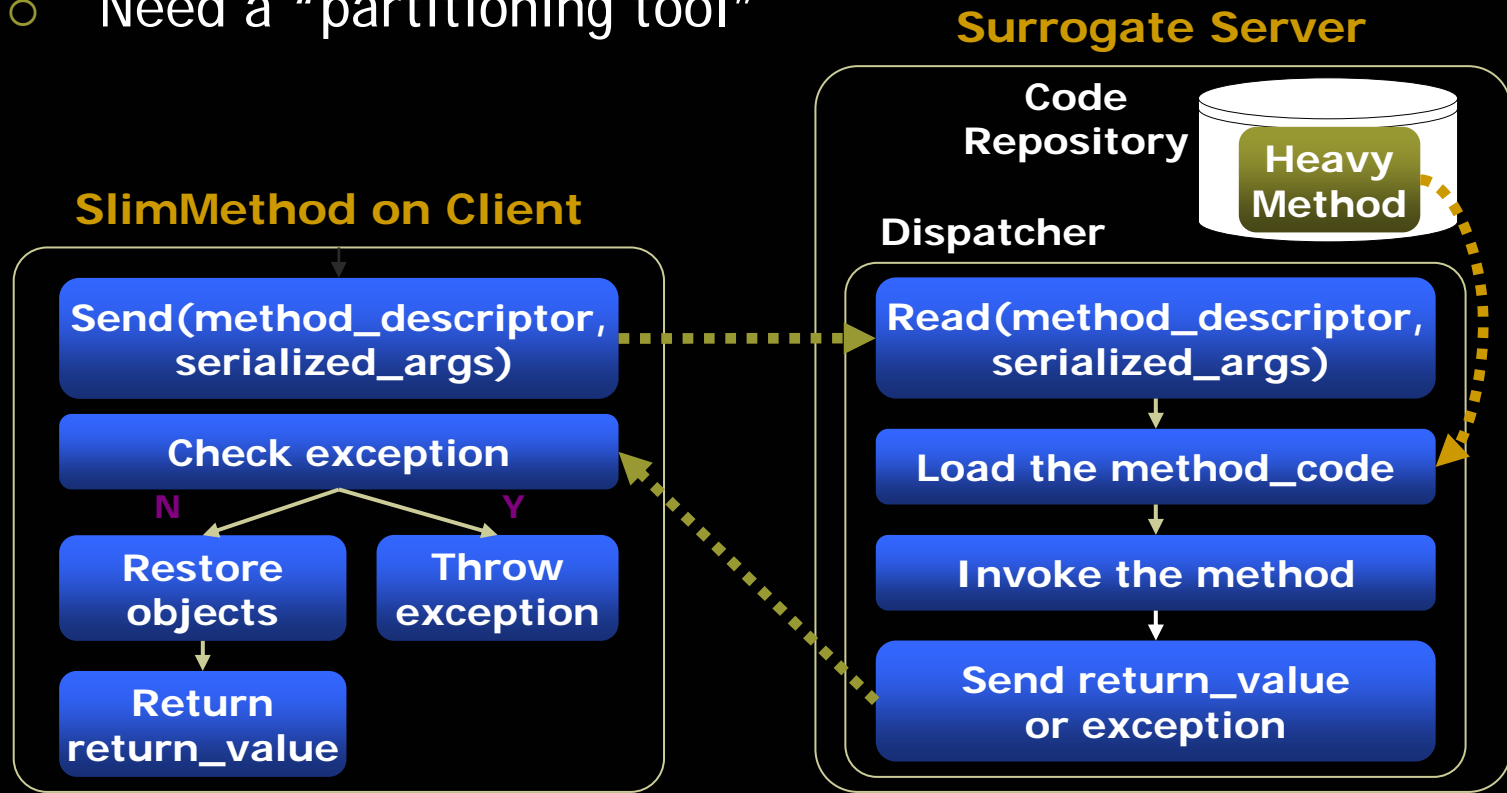 Need a "partitioning tool"
Surrogate Server
Code
Repository
Heavy
Method
SlimMethod on Client
Dispatcher
Send(method_descriptor,
serialized_args)
Read(method_descriptor,
serialized_args)
Check exception
Load the method_code
N
Y
Restore
objects
Throw
exception
Invoke the method
Return
return_value
Send return_value
or exception